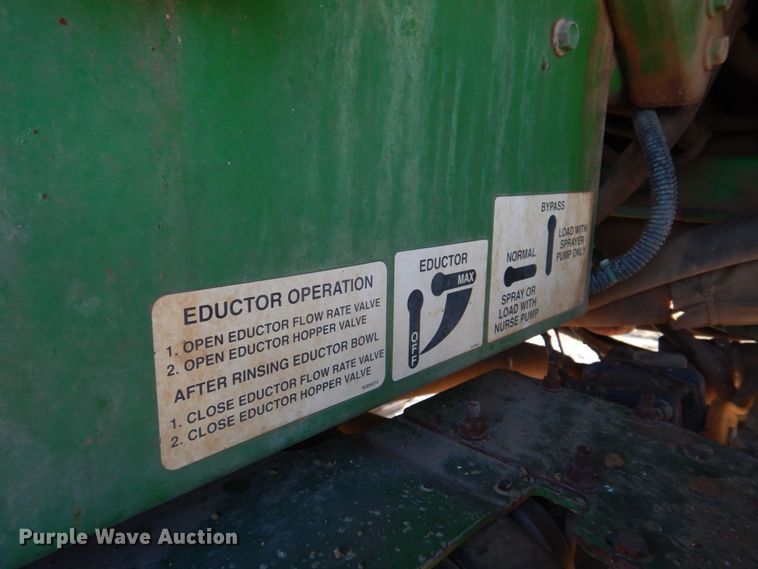 EDUCTOR OPERATION
1. OPEN EDUCTOR FLOW RATE VALVE
2. OPEN EDUCTOR HOPPER VALVE
AFTER RINSING EDUCTOR BOWL
1. CLOSE EDUCTOR FLOW RATE VALVE
2. CLOSE EDUCTOR HOPPER VALVE
EDUCTOR
MAX
OFF
BYPASS
LOAD WITH
SPRAYER
PUMP ONLY
NORMAL
SPRAY OR
LOAD WITH
NURSE PUMP
Purple Wave Auction